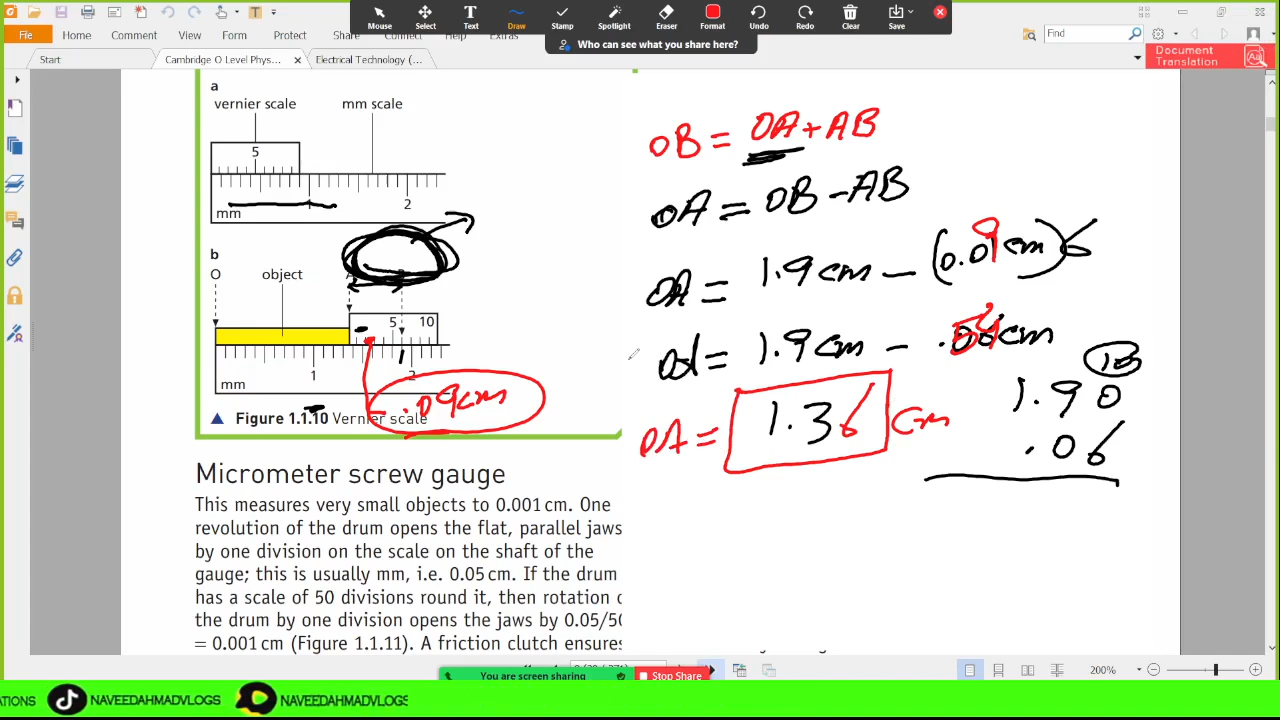 Mouse Select Text Draw Stamp Spotlight Eraser Format Undo Redo Clear Save
Who can see what you share here?
File Home Comment View Form Protect Share Help Extras
Find
Document Translation
Start Cambridge O Level Phys... Electrical Technology (...
a
vernier scale mm scale
5
1 2
mm
b
O object
5 10
1 2
mm
.09cm
Figure 1.1.10 Vernier scale
Micrometer screw gauge
This measures very small objects to 0.001 cm. One
revolution of the drum opens the flat, parallel jaws
by one division on the scale on the shaft of the
gauge; this is usually mm, i.e. 0.05 cm. If the drum
has a scale of 50 divisions round it, then rotation
the drum by one division opens the jaws by 0.05/50
= 0.001 cm (Figure 1.1.11). A friction clutch ensures
OB = OA + AB
OA = OB - AB
OA = 1.9cm - (0.09cm)6
OA = 1.9cm - .54cm
OA = 1.36 cm
1.90
.06
200%
You are screen sharing Stop Share
ATIONS NAVEEDAHMADVLOGS NAVEEDAHMADVLOGS